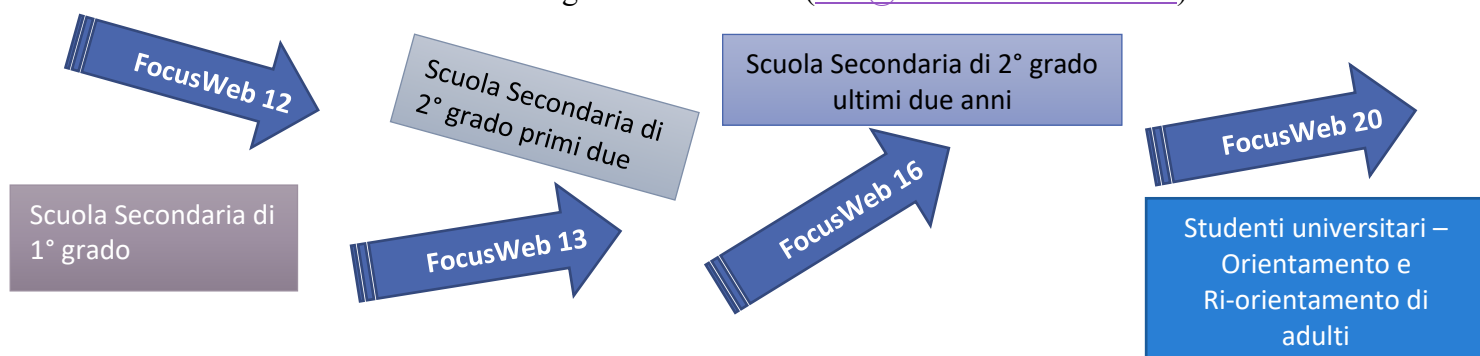 FocusWeb 12
Scuola Secondaria di
1° grado
Scuola Secondaria di
2° grado primi due
FocusWeb 13
Scuola Secondaria di 2° grado
ultimi due anni
FocusWeb 16
FocusWeb 20
Studenti universitari –
Orientamento e
Ri-orientamento di
adulti